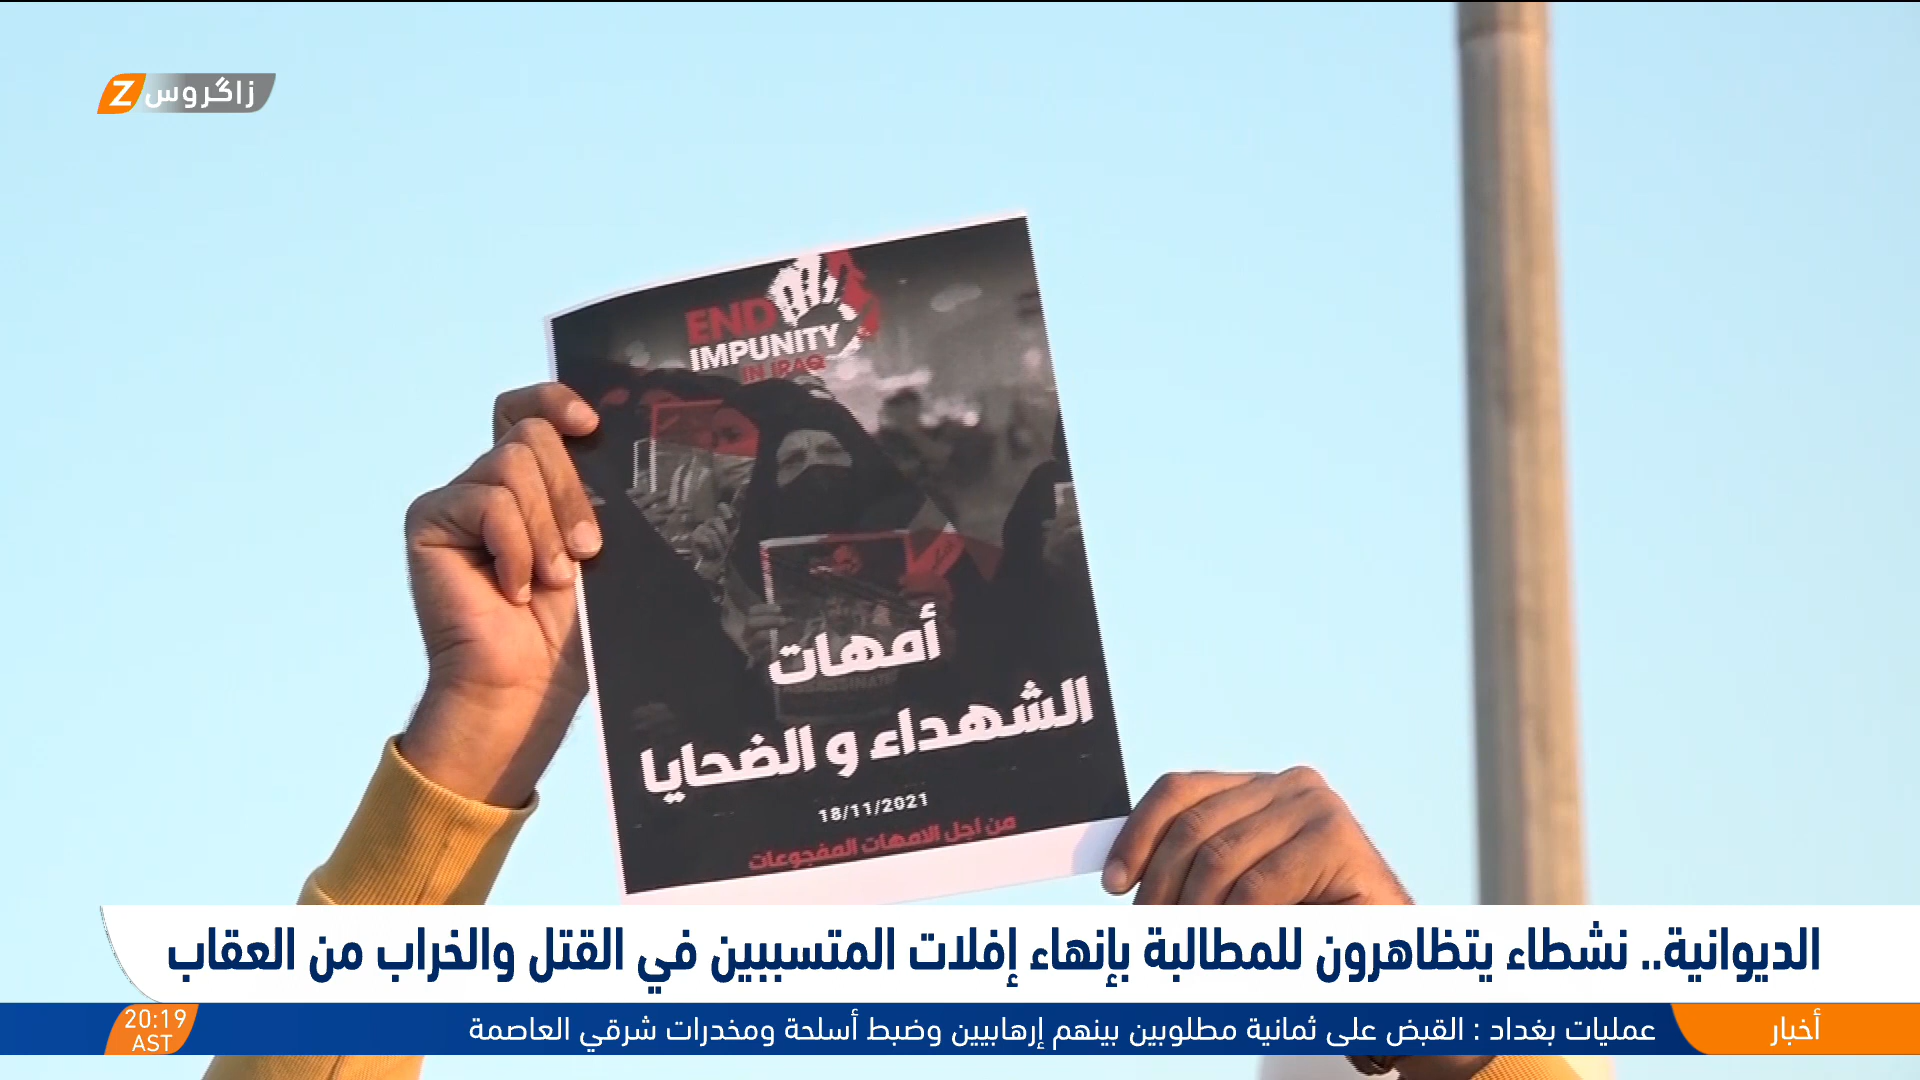 زاگروس Z
END
IMPUNITY
IN IRAQ
أمهات
الشهداء و الضحايا
18/11/2021
من اجل الامهات المفجوعات
الديوانية.. نشطاء يتظاهرون للمطالبة بإنهاء إفلات المتسببين في القتل والخراب من العقاب
أخبار
عمليات بغداد : القبض على ثمانية مطلوبين بينهم إرهابيين وضبط أسلحة ومخدرات شرقي العاصمة
20:19
AST